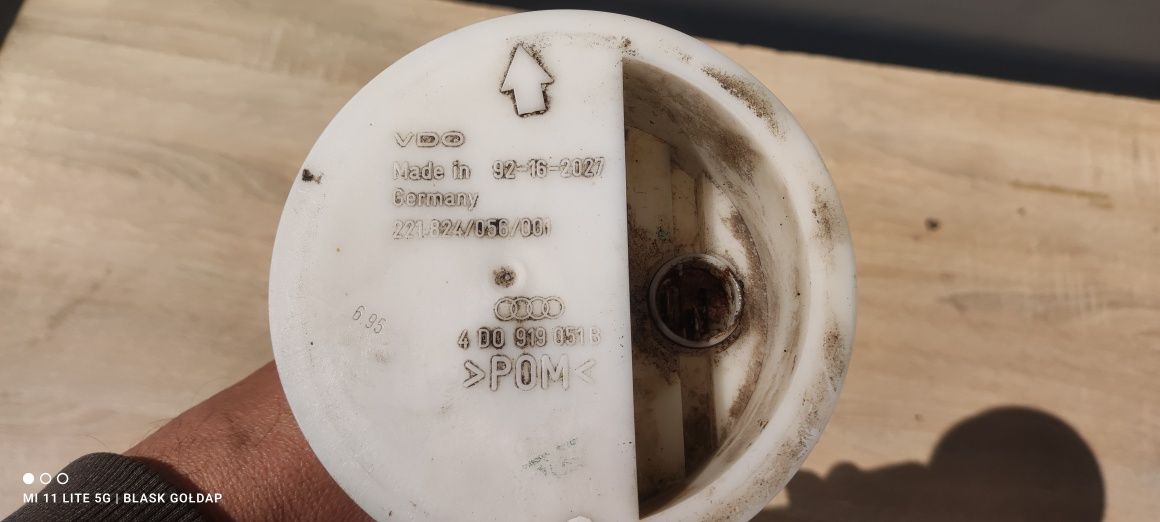 VDO
Made in 92-16-2027
Germany
221.824/056/001
6 95
4 D0 919 051 B
>POM<
MI 11 LITE 5G | BLASK GOŁDAP